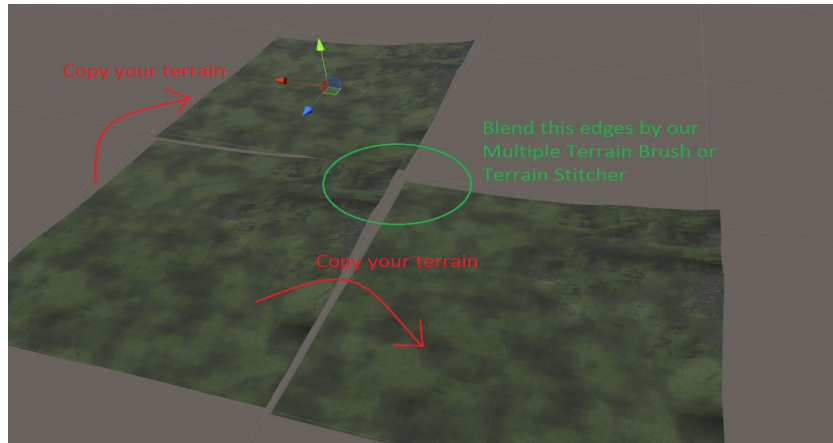 Copy your terrain
Blend this edges by our
Multiple Terrain Brush or
Terrain Stitcher
Copy your terrain